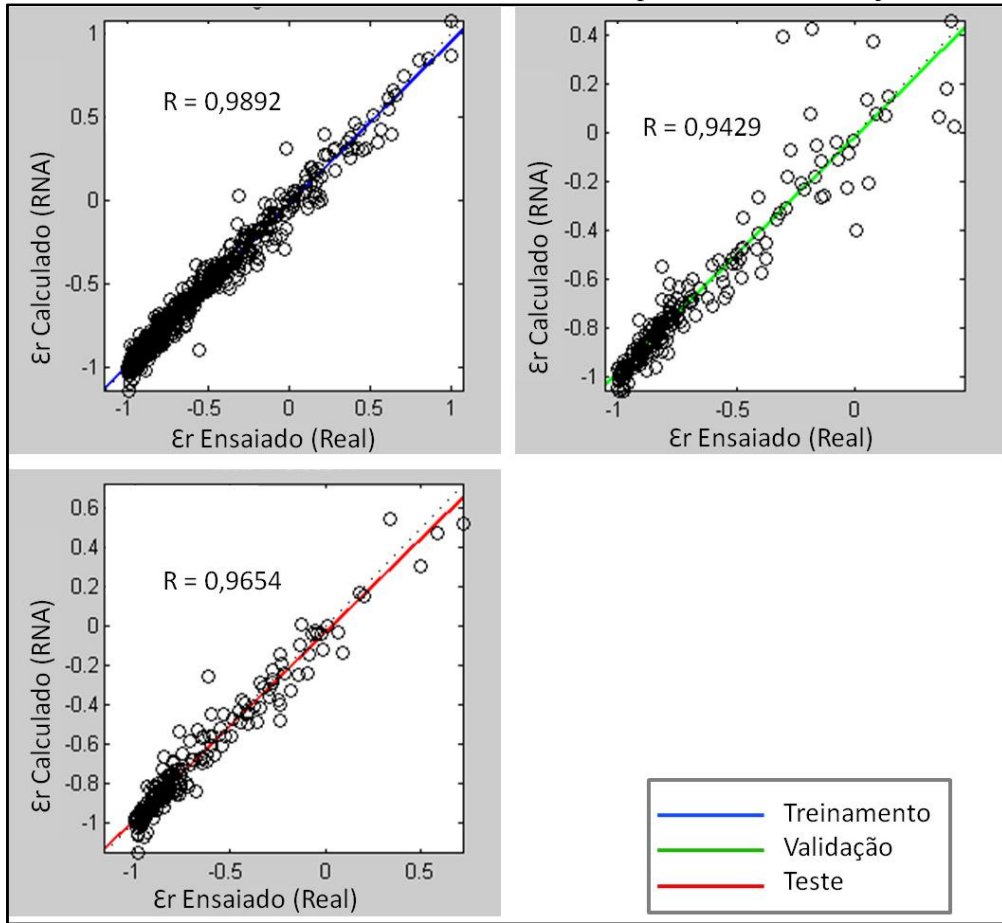 1
0.5
0
-0.5
-1
R = 0,9892
εr Calculado (RNA)
-1 -0.5 0 0.5 1
εr Ensaiado (Real)
0.4
0.2
0
-0.2
-0.4
-0.6
-0.8
-1
R = 0,9429
εr Calculado (RNA)
-1 -0.5 0
εr Ensaiado (Real)
0.6
0.4
0.2
0
-0.2
-0.4
-0.6
-0.8
-1
R = 0,9654
εr Calculado (RNA)
-1 -0.5 0 0.5
εr Ensaiado (Real)
Treinamento
Validação
Teste